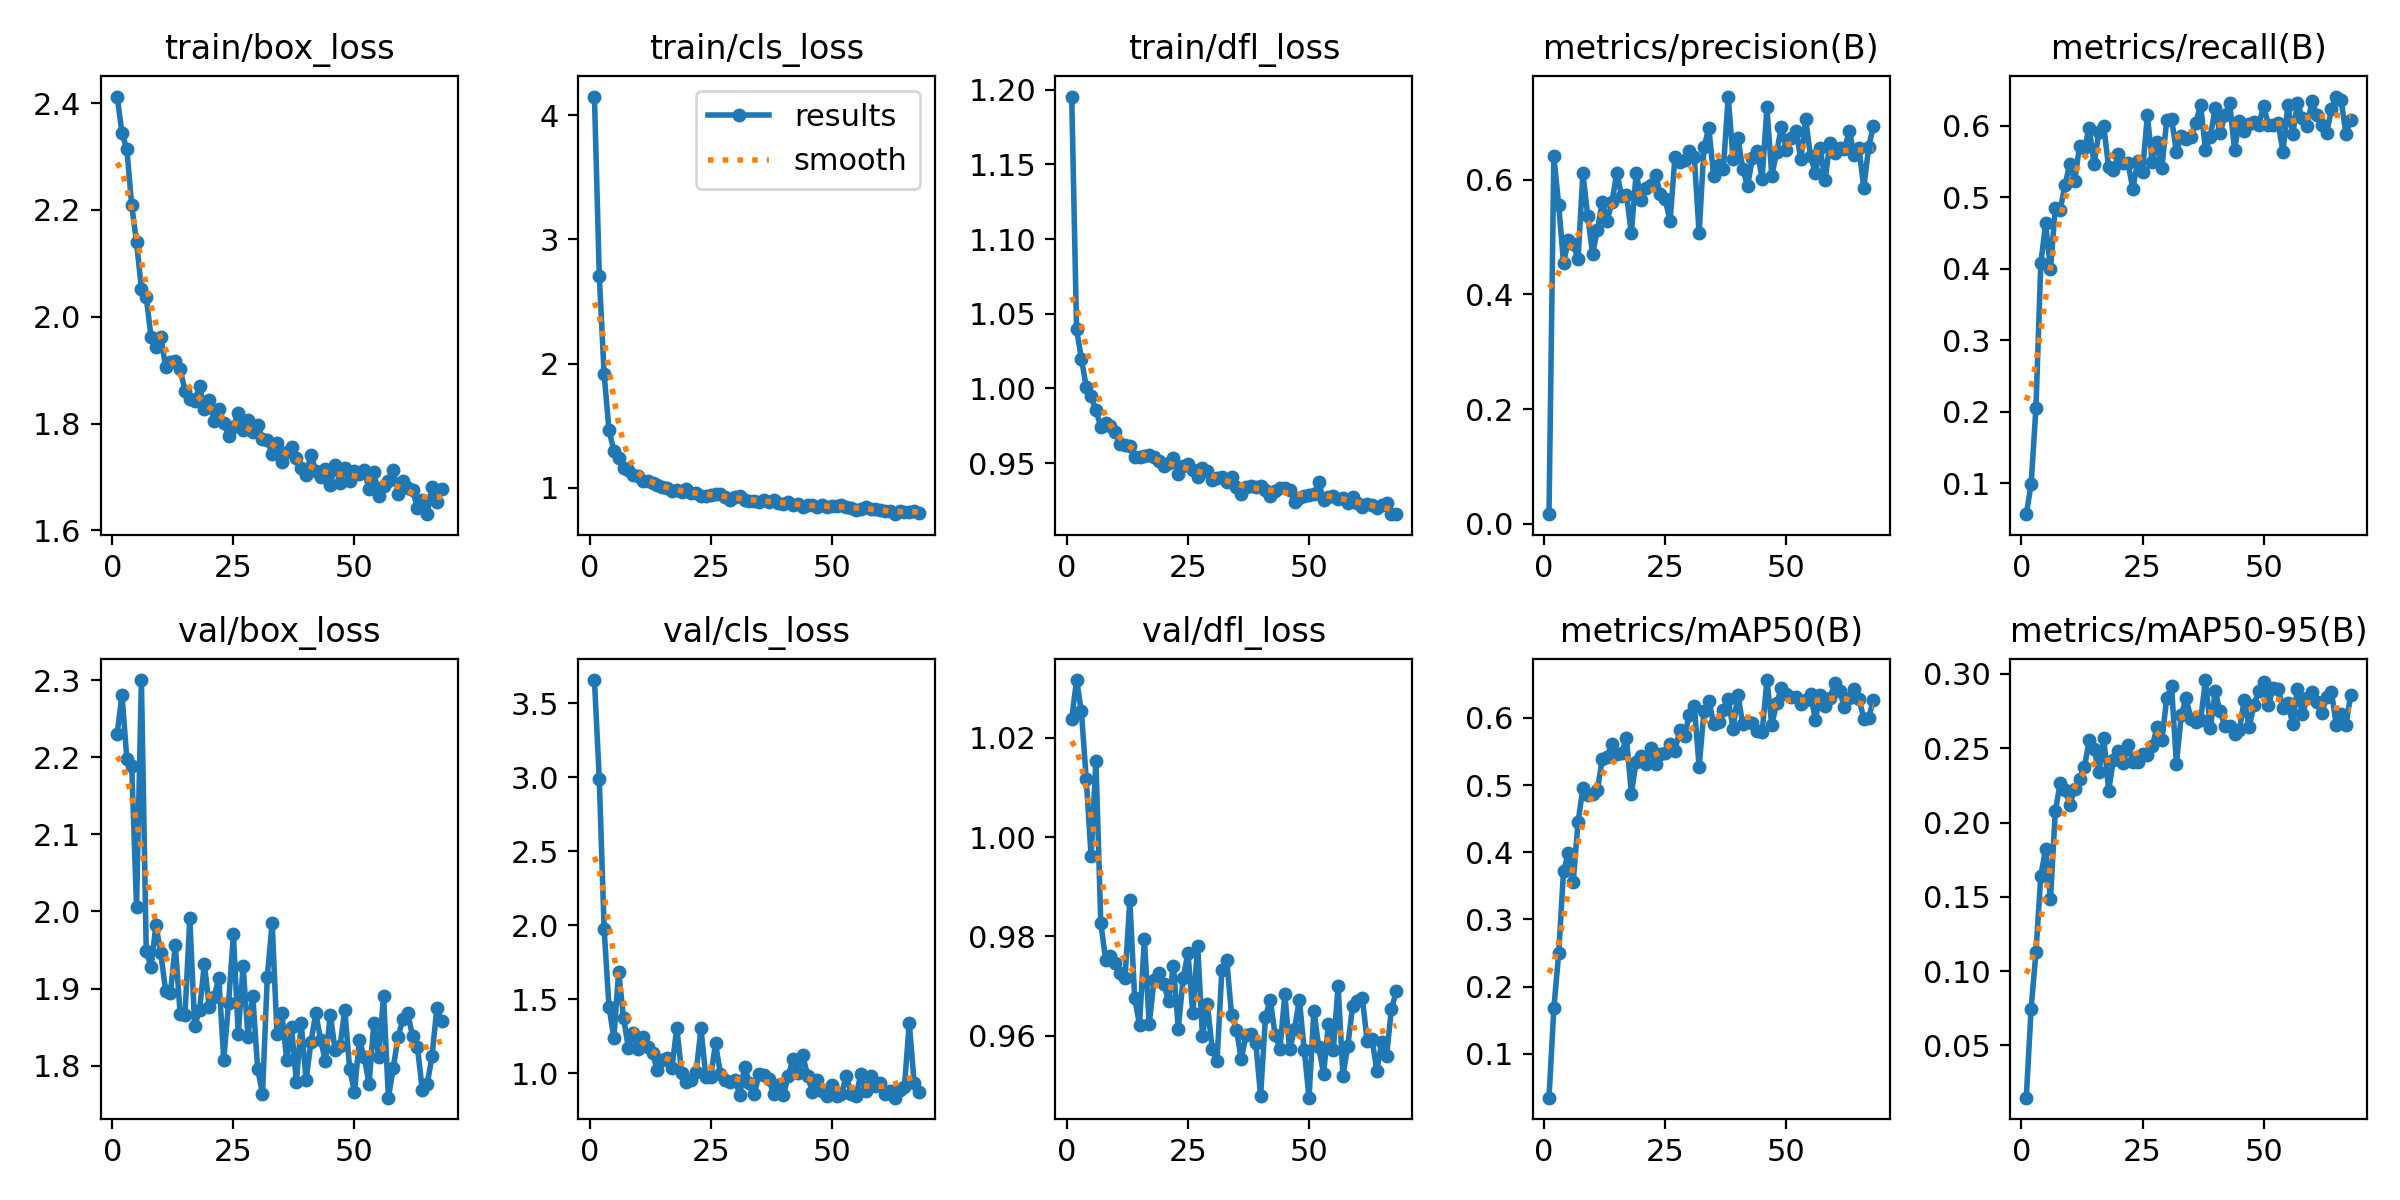 train/box_loss
train/cls_loss
train/dfl_loss
metrics/precision(B)
metrics/recall(B)
2.4
2.2
2.0
1.8
1.6
0 25 50
results
smooth
4
3
2
1
0 25 50
1.20
1.15
1.10
1.05
1.00
0.95
0 25 50
0.6
0.4
0.2
0.0
0 25 50
0.6
0.5
0.4
0.3
0.2
0.1
0 25 50
val/box_loss
val/cls_loss
val/dfl_loss
metrics/mAP50(B)
metrics/mAP50-95(B)
2.3
2.2
2.1
2.0
1.9
1.8
0 25 50
3.5
3.0
2.5
2.0
1.5
1.0
0 25 50
1.02
1.00
0.98
0.96
0 25 50
0.6
0.5
0.4
0.3
0.2
0.1
0 25 50
0.30
0.25
0.20
0.15
0.10
0.05
0 25 50